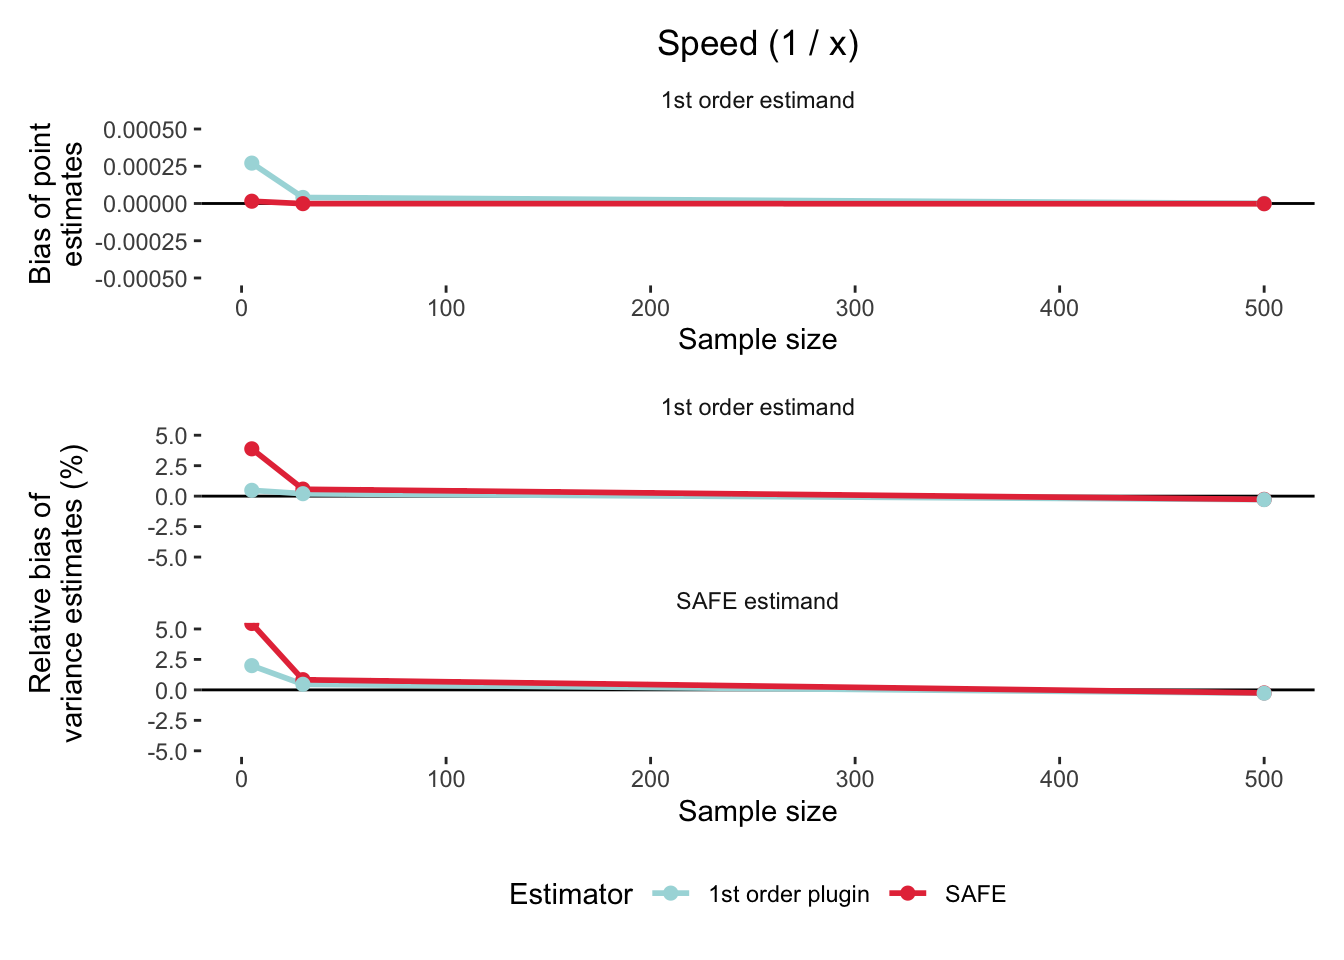 Speed (1 / x)
1st order estimand
Bias of point
estimates
0.00050
0.00025
0.00000
-0.00025
-0.00050
0 100 200 300 400 500
Sample size
1st order estimand
Relative bias of
variance estimates (%)
5.0
2.5
0.0
-2.5
-5.0
SAFE estimand
5.0
2.5
0.0
-2.5
-5.0
0 100 200 300 400 500
Sample size
Estimator 1st order plugin SAFE